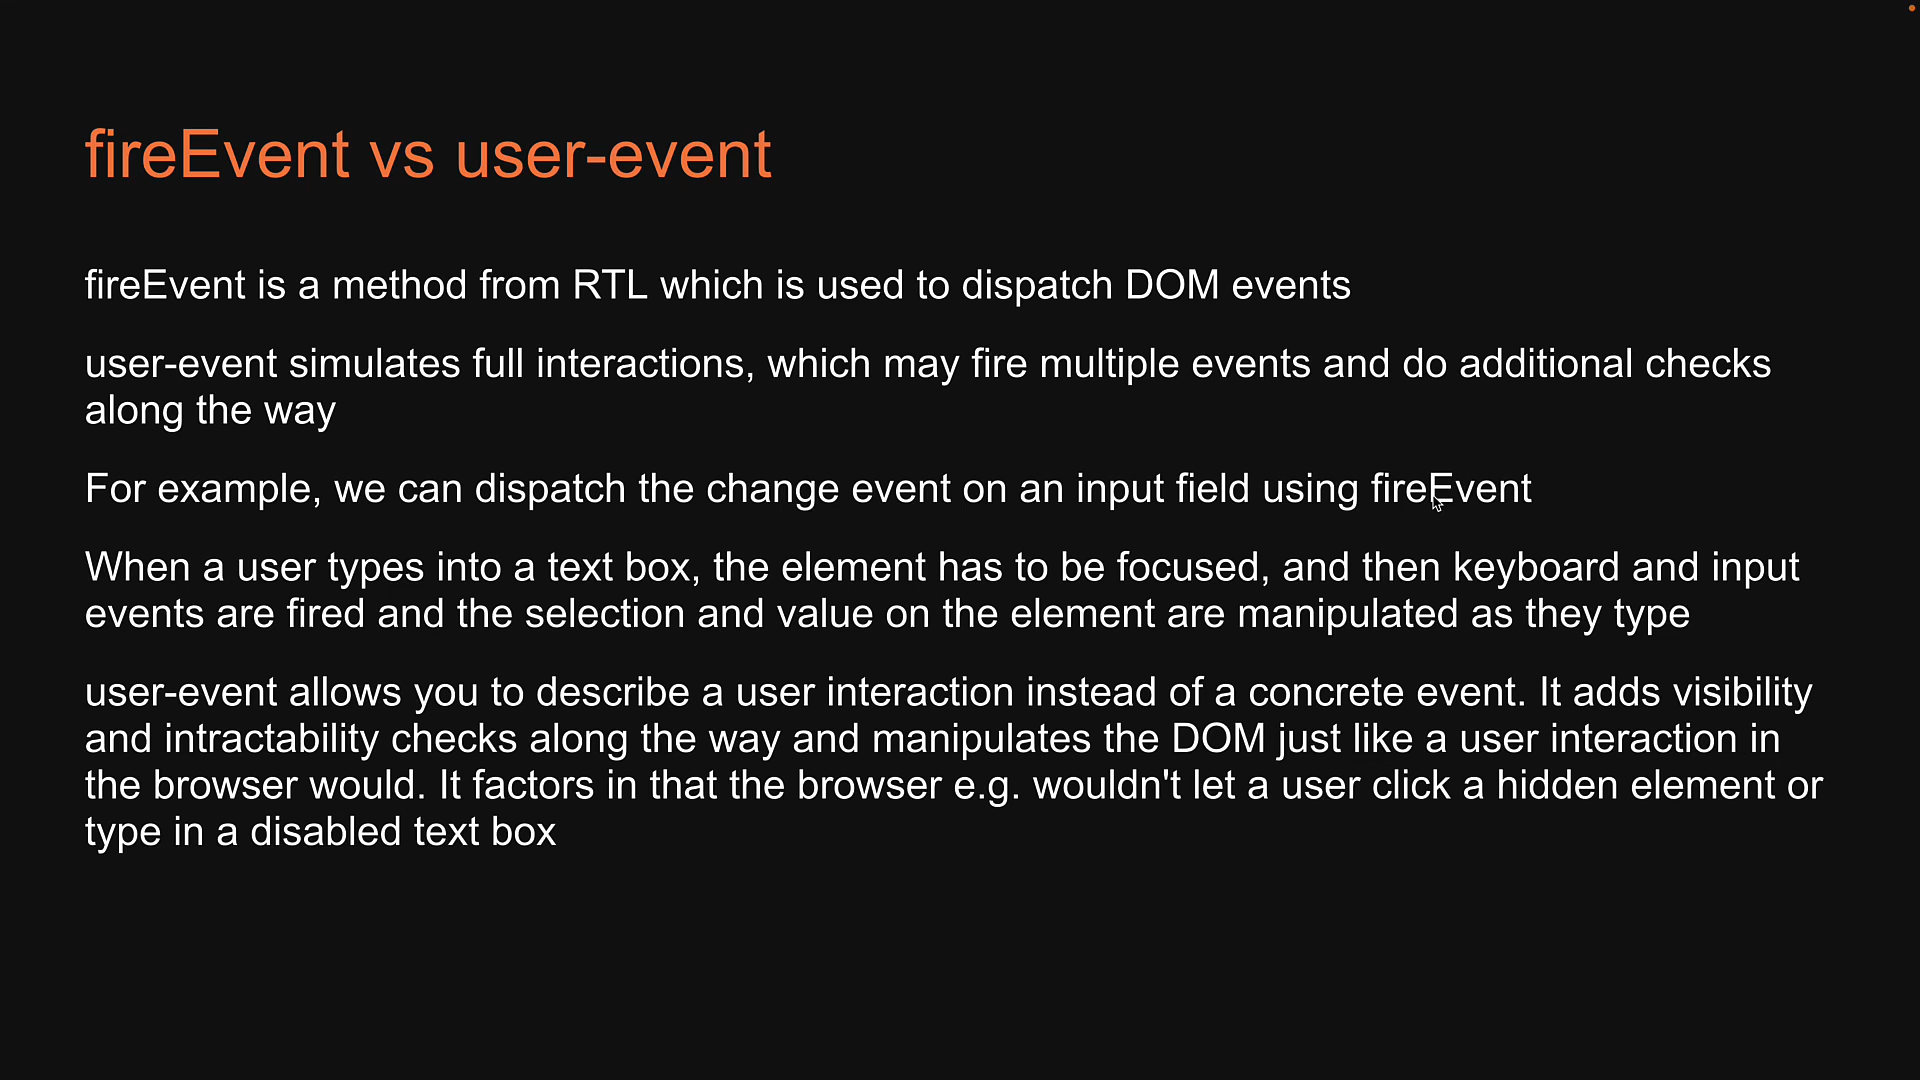 fireEvent vs user-event
fireEvent is a method from RTL which is used to dispatch DOM events
user-event simulates full interactions, which may fire multiple events and do additional checks
along the way
For example, we can dispatch the change event on an input field using fireEvent
When a user types into a text box, the element has to be focused, and then keyboard and input
events are fired and the selection and value on the element are manipulated as they type
user-event allows you to describe a user interaction instead of a concrete event. It adds visibility
and intractability checks along the way and manipulates the DOM just like a user interaction in
the browser would. It factors in that the browser e.g. wouldn't let a user click a hidden element or
type in a disabled text box